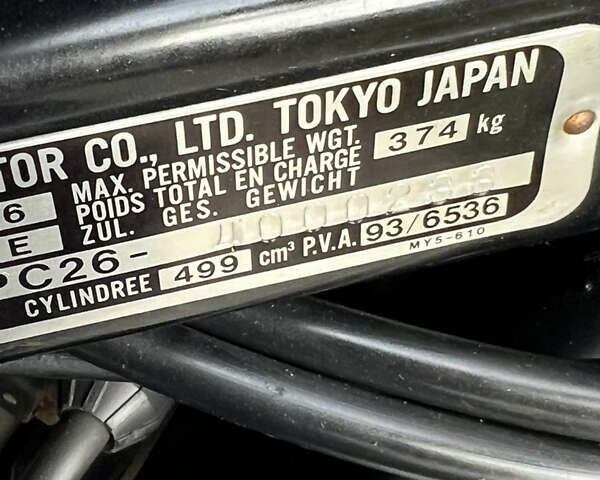 TOR CO., LTD. TOKYO JAPAN
6 MAX. PERMISSIBLE WGT. 374 kg
E POIDS TOTAL EN CHARGE
ZUL. GES. GEWICHT
PC26-
CYLINDREE 499 cm³ P.V.A. 93/6536
MY5-610